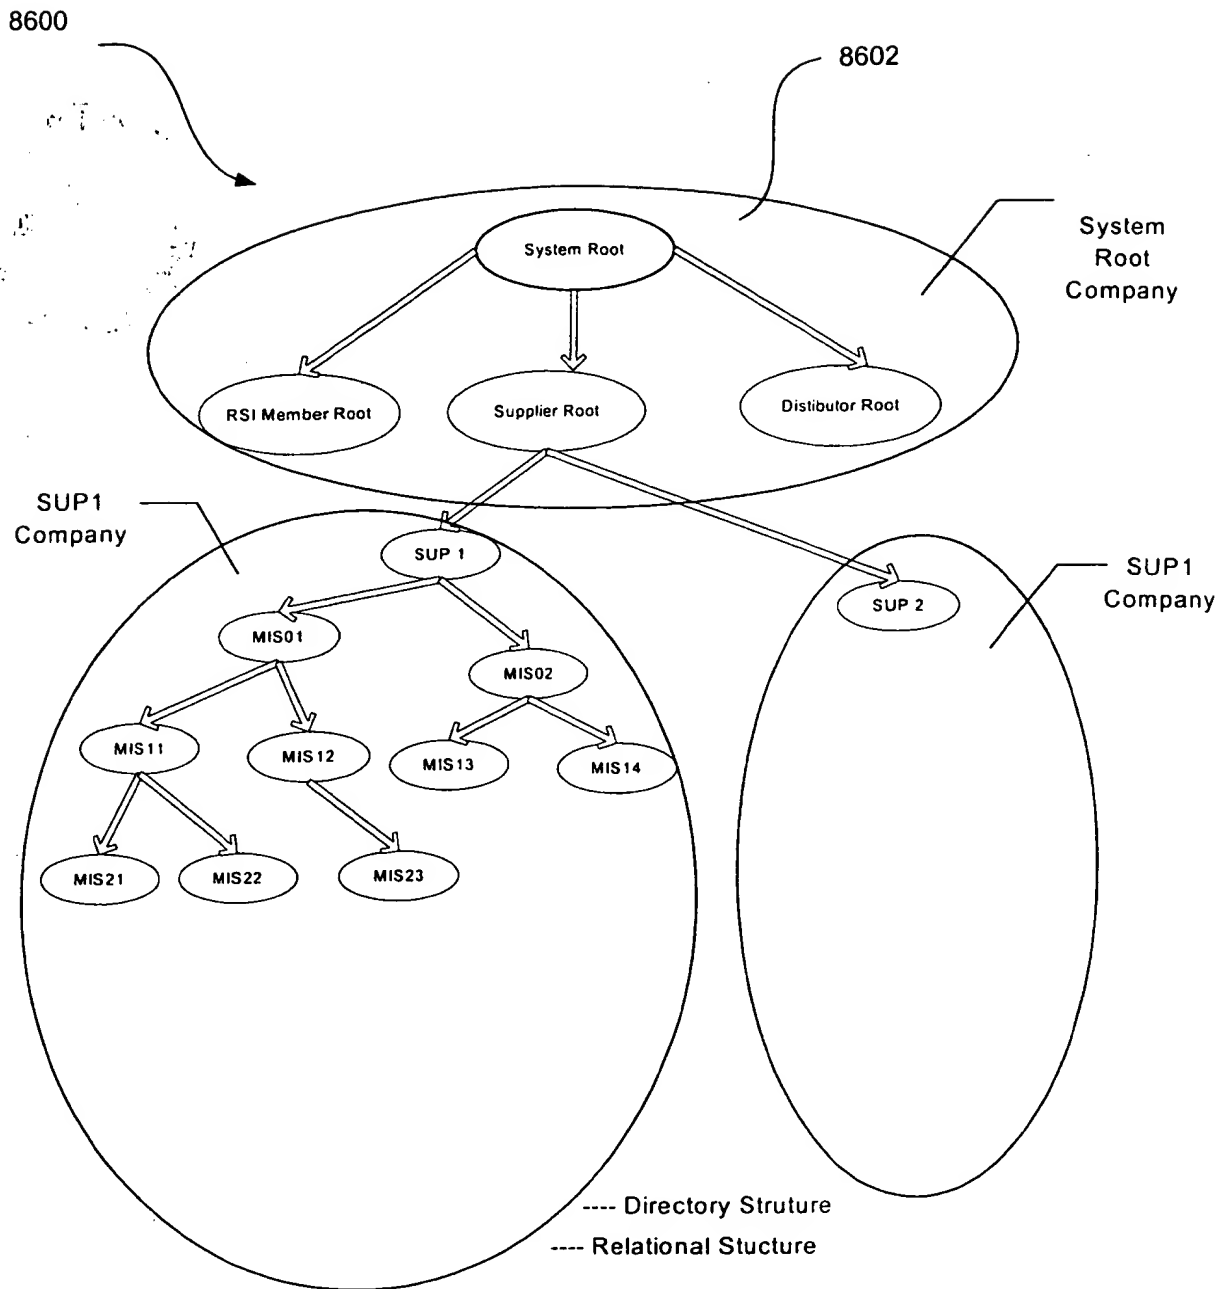 8600
8602
System Root
System
Root
Company
RSI Member Root
Supplier Root
Distibutor Root
SUP1
Company
SUP 1
SUP 2
SUP1
Company
MIS01
MIS02
MIS11
MIS12
MIS13
MIS14
MIS21
MIS22
MIS23
---- Directory Struture
---- Relational Stucture